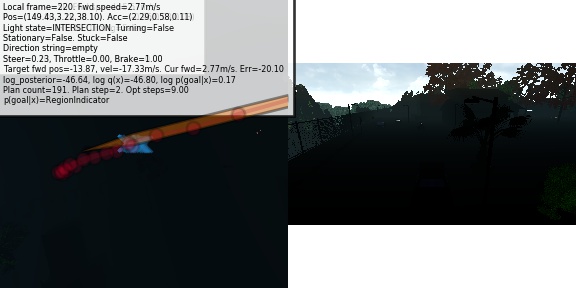 Local frame=220. Fwd speed=2.77m/s
Pos=(149.43,3.22,38.10). Acc=(2.29,0.58,0.11)
Light state=INTERSECTION. Turning=False
Stationary=False. Stuck=False
Direction string=empty
Steer=0.23, Throttle=0.00, Brake=1.00
Target fwd pos=-13.87, vel=-17.33m/s. Cur fwd=2.77m/s. Err=-20.10
log_posterior=-46.64, log q(x)=-46.80, log p(goal|x)=0.17
Plan count=191. Plan step=2. Opt steps=9.00
p(goal|x)=RegionIndicator